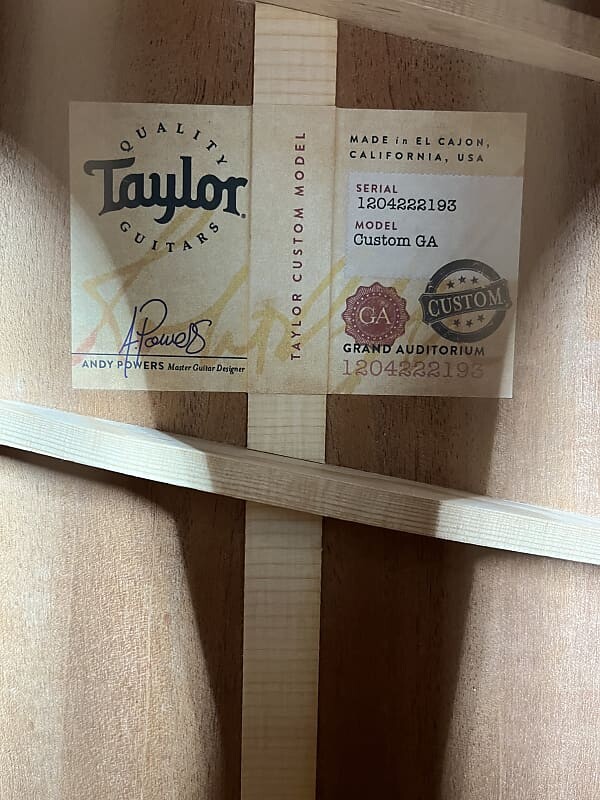 QUALITY
Taylor
GUITARS
A.Powers
ANDY POWERS Master Guitar Designer
TAYLOR CUSTOM MODEL
MADE in EL CAJON,
CALIFORNIA, USA
SERIAL
1204222193
MODEL
Custom GA
GA
CUSTOM
GRAND AUDITORIUM
1204222193